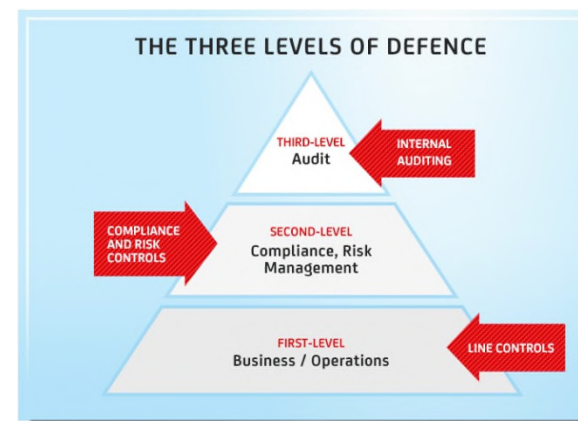 THE THREE LEVELS OF DEFENCE
THIRD-LEVEL
Audit
INTERNAL
AUDITING
COMPLIANCE
AND RISK
CONTROLS
SECOND-LEVEL
Compliance, Risk
Management
FIRST-LEVEL
Business / Operations
LINE CONTROLS